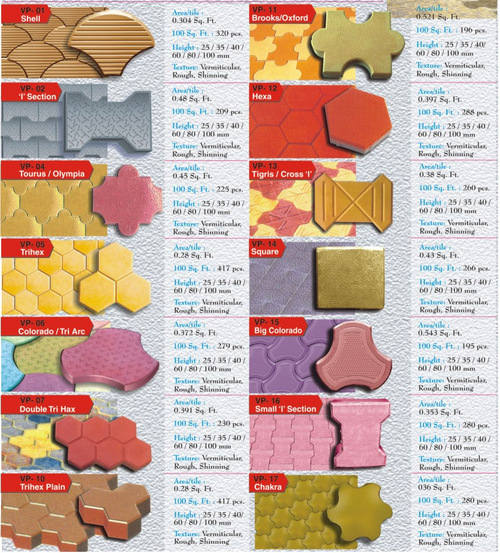 VP- 01
Shell
Area/tile :
0.304 Sq. Ft.
100 Sq. Ft. : 320 pcs.
Height : 25 / 35 / 40 /
60 / 80 / 100 mm
Texture: Vermiticular,
Rough, Shinning
VP- 02
'I' Section
Area/tile :
0.48 Sq. Ft.
100 Sq. Ft. : 209 pcs.
Height : 25 / 35 / 40 /
60 / 80 / 100 mm
Texture: Vermiticular,
Rough, Shinning
VP- 04
Tourus / Olympia
Area/tile :
0.45 Sq. Ft.
100 Sq. Ft. : 225 pcs.
Height : 25 / 35 / 40 /
60 / 80 / 100 mm
Texture: Vermiticular,
Rough, Shinning
VP- 05
Trihex
Area/tile :
0.28 Sq. Ft.
100 Sq. Ft. : 417 pcs.
Height : 25 / 35 / 40 /
60 / 80 / 100 mm
Texture: Vermiticular,
Rough, Shinning
VP- 06
Colorado / Tri Arc
Area/tile :
0.372 Sq. Ft.
100 Sq. Ft. : 279 pcs.
Height : 25 / 35 / 40 /
60 / 80 / 100 mm
Texture: Vermiticular,
Rough, Shinning
VP- 07
Double Tri Hax
Area/tile :
0.391 Sq. Ft.
100 Sq. Ft. : 230 pcs.
Height : 25 / 35 / 40 /
60 / 80 / 100 mm
Texture: Vermiticular,
Rough, Shinning
VP- 10
Trihex Plain
Area/tile :
0.28 Sq. Ft.
100 Sq. Ft. : 417 pcs.
Height : 25 / 35 / 40/
60 / 80 / 100 mm
Texture: Vermiticular,
Rough, Shinning
VP- 11
Brooks/Oxford
Area/tile :
0.521 Sq. Ft.
100 Sq. Ft. : 196 pcs.
Height : 25 / 35 / 40/
60 / 80 / 100 mm
Texture: Vermiticular,
Rough, Shinning
VP- 12
Hexa
Area/tile :
0.397 Sq. Ft.
100 Sq. Ft. : 288 pcs.
Height : 25 / 35 / 40 /
60 / 80 / 100 mm
Texture: Vermiticular,
Rough, Shinning
VP- 13
Tigris / Cross 'I'
Area/tile :
0.38 Sq. Ft.
100 Sq. Ft. : 260 pcs.
Height : 25 / 35 / 40 /
60 / 80 / 100 mm
Texture: Vermiticular,
Rough, Shinning
VP- 14
Square
Area/tile :
0.43 Sq. Ft.
100 Sq. Ft. : 266 pcs.
Height : 25 / 35 / 40 /
60 / 80 / 100 mm
Texture: Vermiticular,
Rough, Shinning
VP- 15
Big Colorado
Area/tile :
0.543 Sq. Ft.
100 Sq. Ft. : 195 pcs.
Height : 25 / 35 / 40 /
60 / 80 / 100 mm
Texture: Vermiticular,
Rough, Shinning
VP- 16
Small 'I' Section
Area/tile :
0.353 Sq. Ft.
100 Sq. Ft. : 280 pcs.
Height : 25 / 35 / 40 /
60 / 80 / 100 mm
Texture: Vermiticular,
Rough, Shinning
VP- 17
Chakra
Area/tile :
036 Sq. Ft.
100 Sq. Ft. : 280 pcs.
Height : 25 / 35 / 40 /
60 / 80 / 100 mm
Texture: Vermiticular,
Rough, Shinning